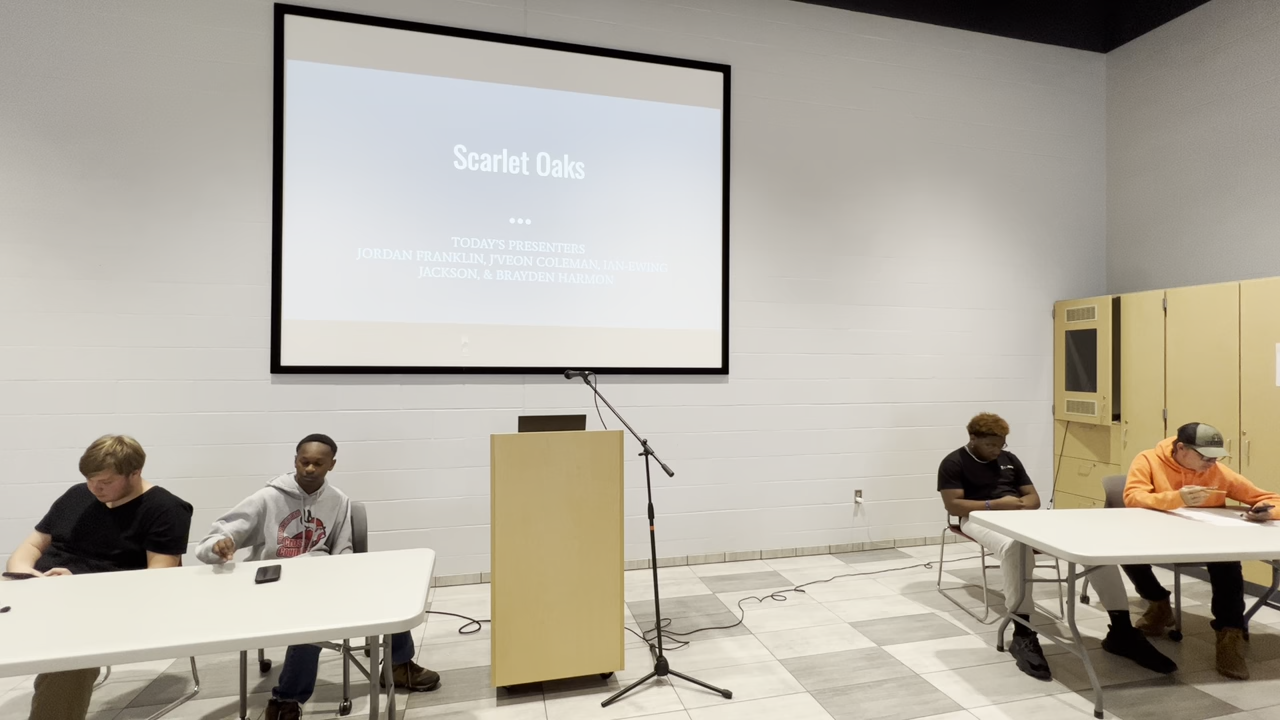 Scarlet Oaks
TODAY'S PRESENTERS
JORDAN FRANKLIN, J'VEON COLEMAN, IAN EWING
JACKSON, & BRAYDEN HARMON